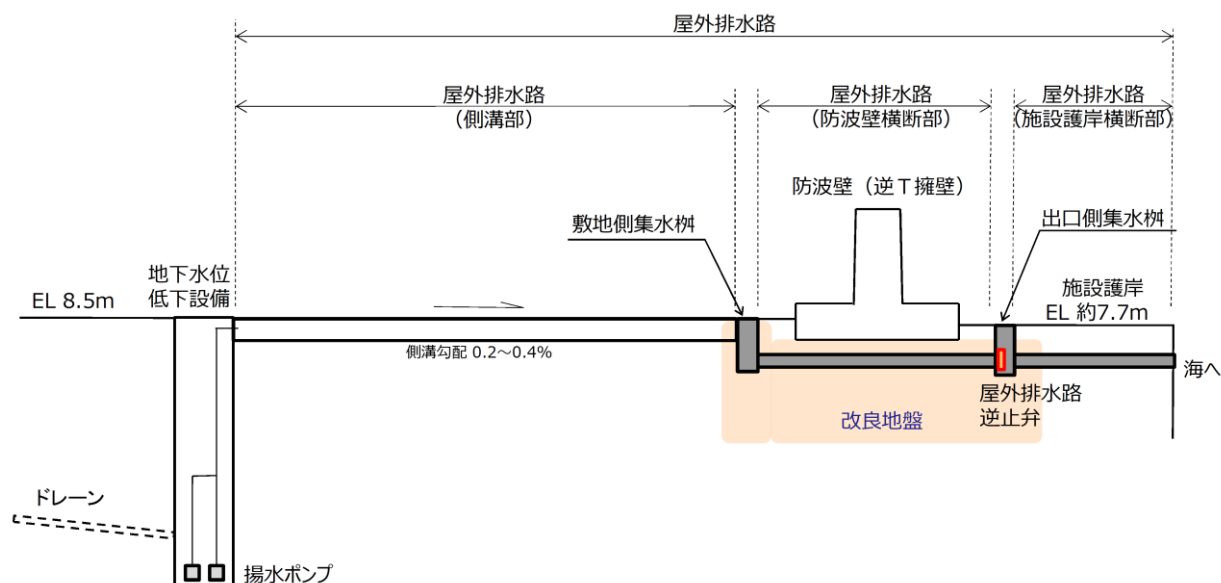 屋外排水路
屋外排水路
（側溝部）
屋外排水路
（防波壁横断部）
屋外排水路
（施設護岸横断部）
防波壁（逆Ｔ擁壁）
敷地側集水桝
出口側集水桝
地下水位
低下設備
EL 8.5m
施設護岸
EL 約7.7m
側溝勾配 0.2～0.4%
海へ
屋外排水路
逆止弁
改良地盤
ドレーン
揚水ポンプ